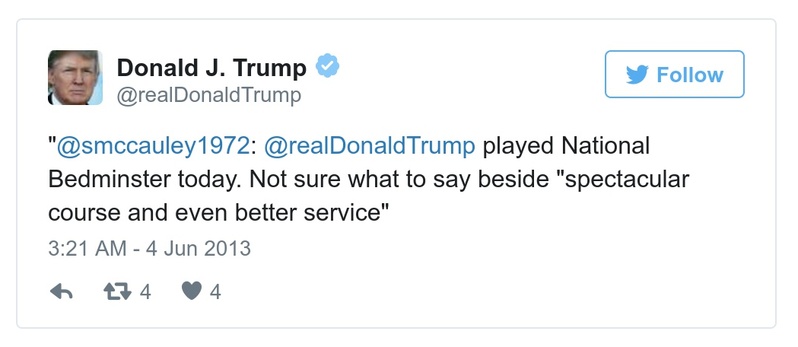 Donald J. Trump
Follow
@realDonaldTrump
"@smccauley1972: @realDonaldTrump played National
Bedminster today. Not sure what to say beside "spectacular
course and even better service"
3:21 AM - 4 Jun 2013
4
4